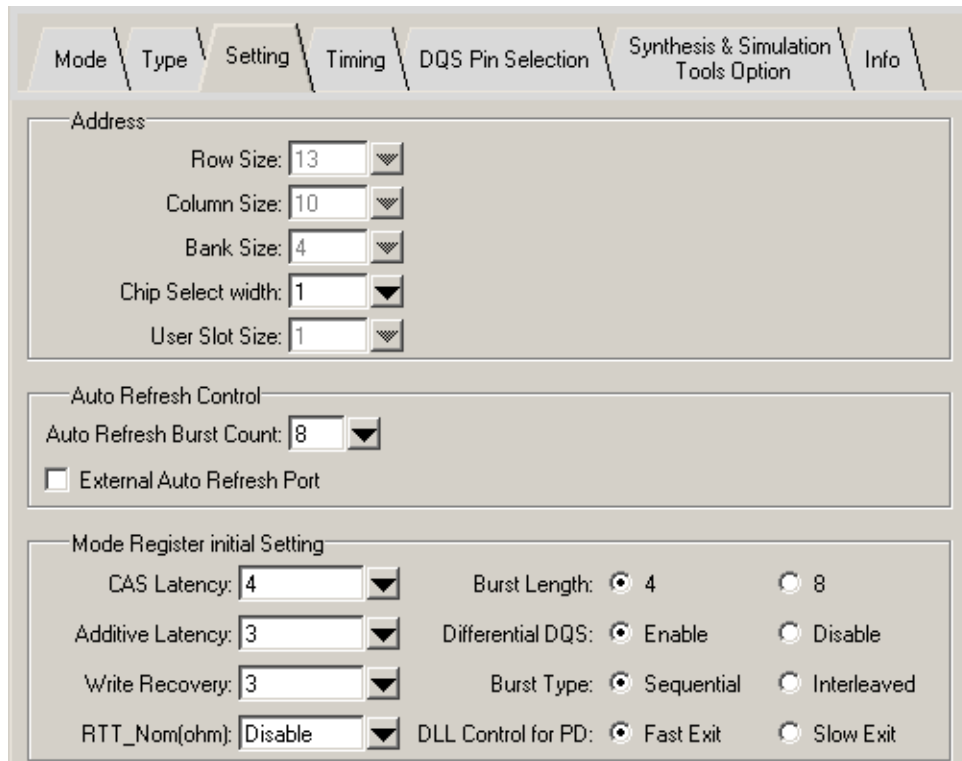 Mode Type Setting Timing DQS Pin Selection Synthesis & Simulation Tools Option Info
Address
Row Size: 13
Column Size: 10
Bank Size: 4
Chip Select width: 1
User Slot Size: 1
Auto Refresh Control
Auto Refresh Burst Count: 8
External Auto Refresh Port
Mode Register initial Setting
CAS Latency: 4 Burst Length: 4 8
Additive Latency: 3 Differential DQS: Enable Disable
Write Recovery: 3 Burst Type: Sequential Interleaved
RTT_Nom(ohm): Disable DLL Control for PD: Fast Exit Slow Exit